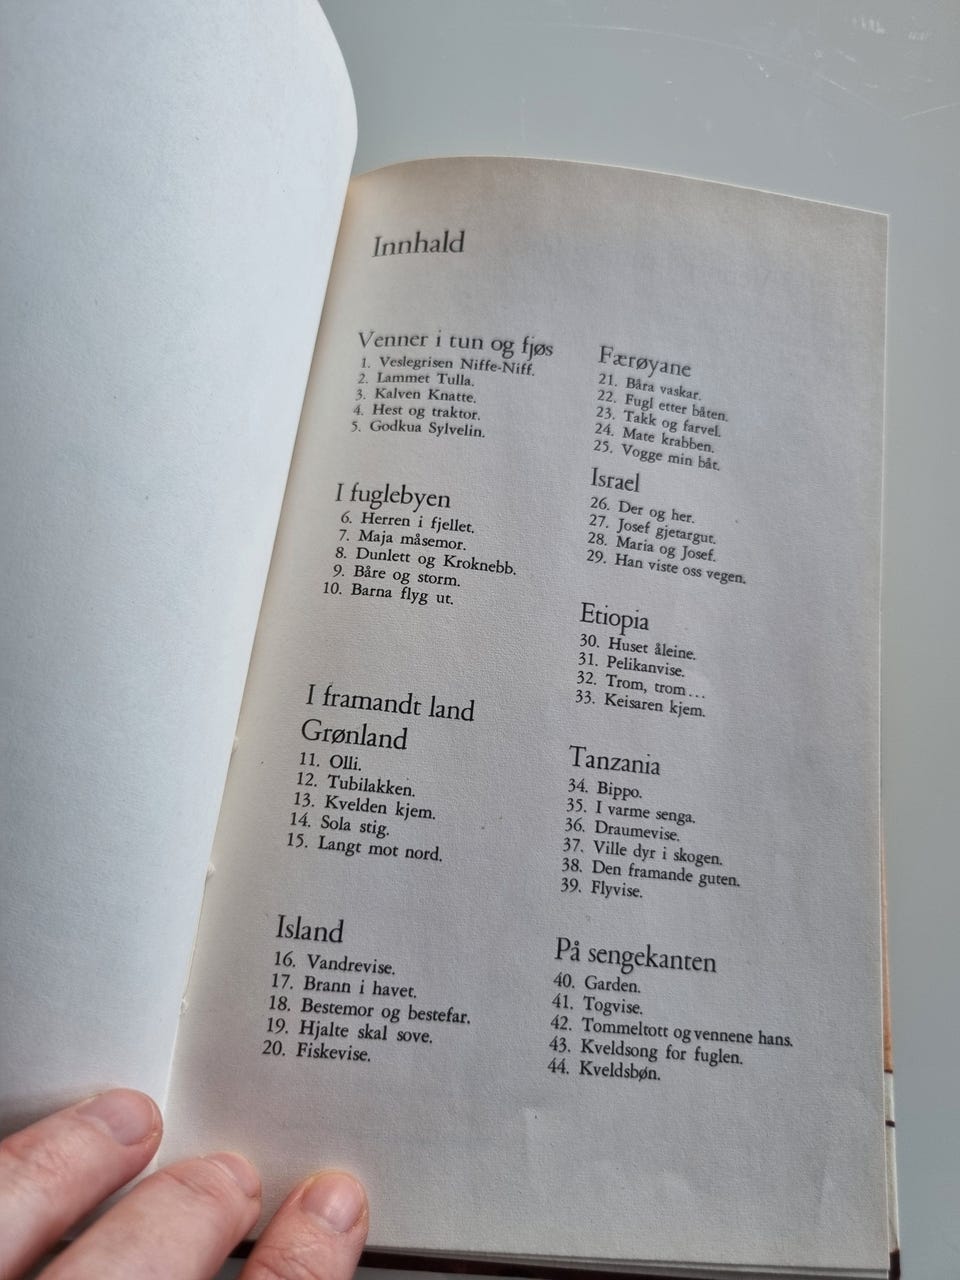 Innhald
Venner i tun og fjøs
1. Veslegrisen Niffe-Niff.
2. Lammet Tulla.
3. Kalven Knatte.
4. Hest og traktor.
5. Godkua Sylvelin.
I fuglebyen
6. Herren i fjellet.
7. Maja måsemor.
8. Dunlett og Kroknebb.
9. Båre og storm.
10. Barna flyg ut.
I framandt land
Grønland
11. Olli.
12. Tubilakken.
13. Kvelden kjem.
14. Sola stig.
15. Langt mot nord.
Island
16. Vandrevise.
17. Brann i havet.
18. Bestemor og bestefar.
19. Hjalte skal sove.
20. Fiskevise.
Færøyane
21. Båra vaskar.
22. Fugl etter båten.
23. Takk og farvel.
24. Mate krabben.
25. Vogge min båt.
Israel
26. Der og her.
27. Josef gjetargut.
28. Maria og Josef.
29. Han viste oss vegen.
Etiopia
30. Huset åleine.
31. Pelikanvise.
32. Trom, trom...
33. Keisaren kjem.
Tanzania
34. Bippo.
35. I varme senga.
36. Draumevise.
37. Ville dyr i skogen.
38. Den framande guten.
39. Flyvise.
På sengekanten
40. Garden.
41. Togvise.
42. Tommeltott og vennene hans.
43. Kveldsong for fuglen.
44. Kveldsbøn.